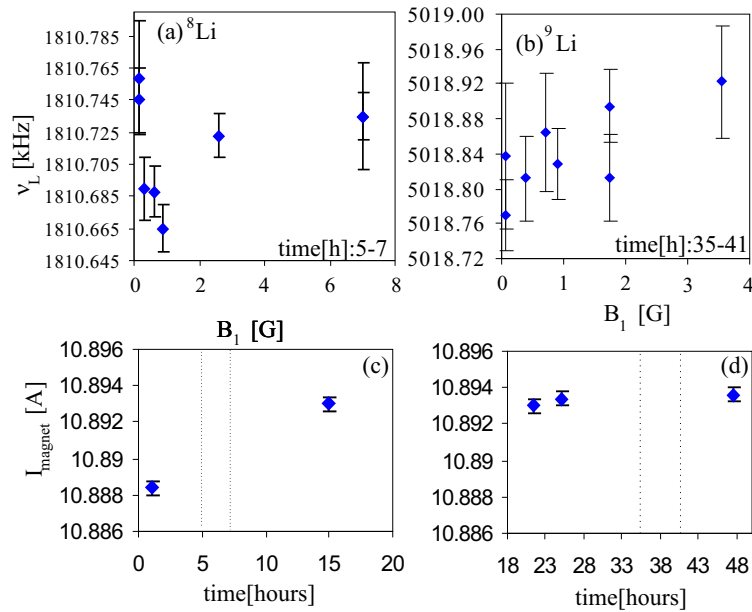 (a) ⁸Li
ν_L [kHz]
1810.785
1810.765
1810.745
1810.725
1810.705
1810.685
1810.665
1810.645
0 2 4 6 8
time[h]:5-7
B₁ [G]
(b) ⁹Li
5019.00
5018.96
5018.92
5018.88
5018.84
5018.80
5018.76
5018.72
0 1 2 3 4
time[h]:35-41
B₁ [G]
(c)
I_magnet [A]
10.896
10.894
10.892
10.89
10.888
10.886
0 5 10 15 20
time[hours]
(d)
10.896
10.894
10.892
10.89
10.888
10.886
18 23 28 33 38 43 48
time[hours]